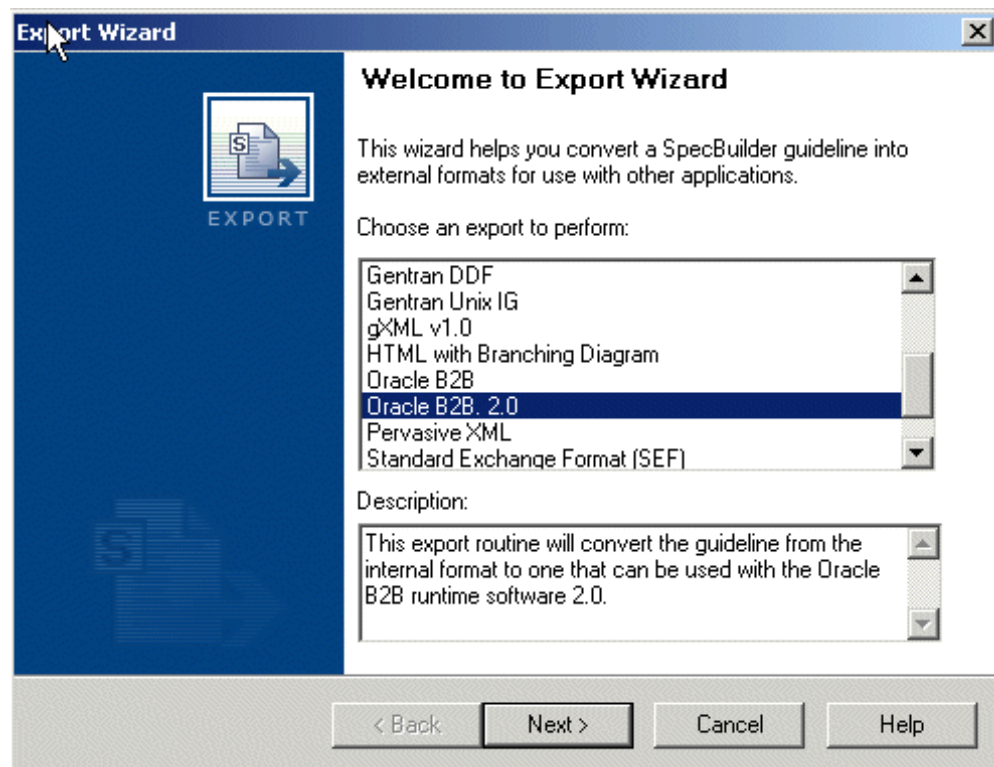 Export Wizard
Welcome to Export Wizard
This wizard helps you convert a SpecBuilder guideline into
external formats for use with other applications.
S
EXPORT
Choose an export to perform:
Gentran DDF
Gentran Unix IG
gXML v1.0
HTML with Branching Diagram
Oracle B2B
Oracle B2B. 2.0
Pervasive XML
Standard Exchange Format (SEF)
Description:
This export routine will convert the guideline from the
internal format to one that can be used with the Oracle
B2B runtime software 2.0.
S
< Back
Next >
Cancel
Help